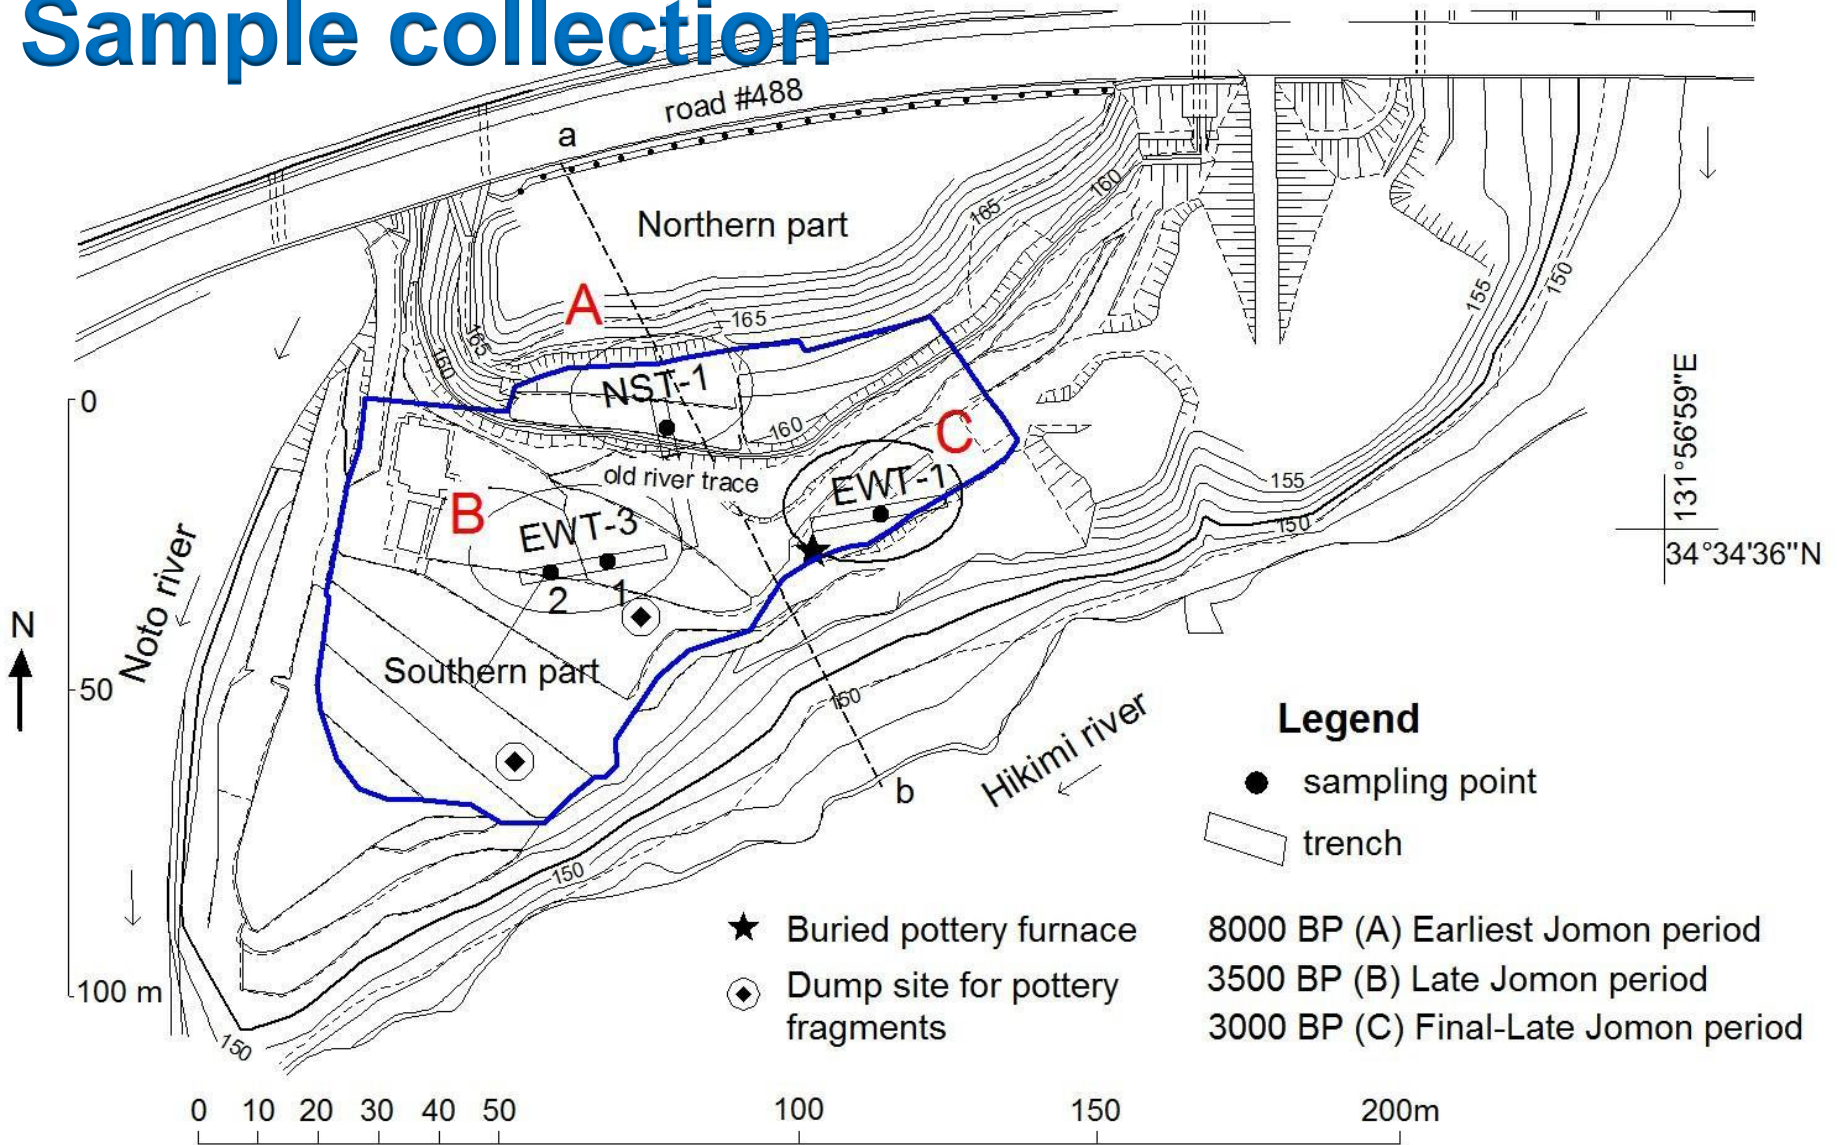 Sample collection
road #488
a
Northern part
160
165
A
165
165
160
155
150
NST-1
0
160
C
131°56'59"E
old river trace
EWT-1
155
B
EWT-3
150
34°34'36"N
2
1
N
Noto river
Southern part
50
150
Hikimi river
Legend
b
sampling point
trench
150
Buried pottery furnace
Dump site for pottery
fragments
8000 BP (A) Earliest Jomon period
3500 BP (B) Late Jomon period
3000 BP (C) Final-Late Jomon period
100 m
150
0 10 20 30 40 50 100 150 200m